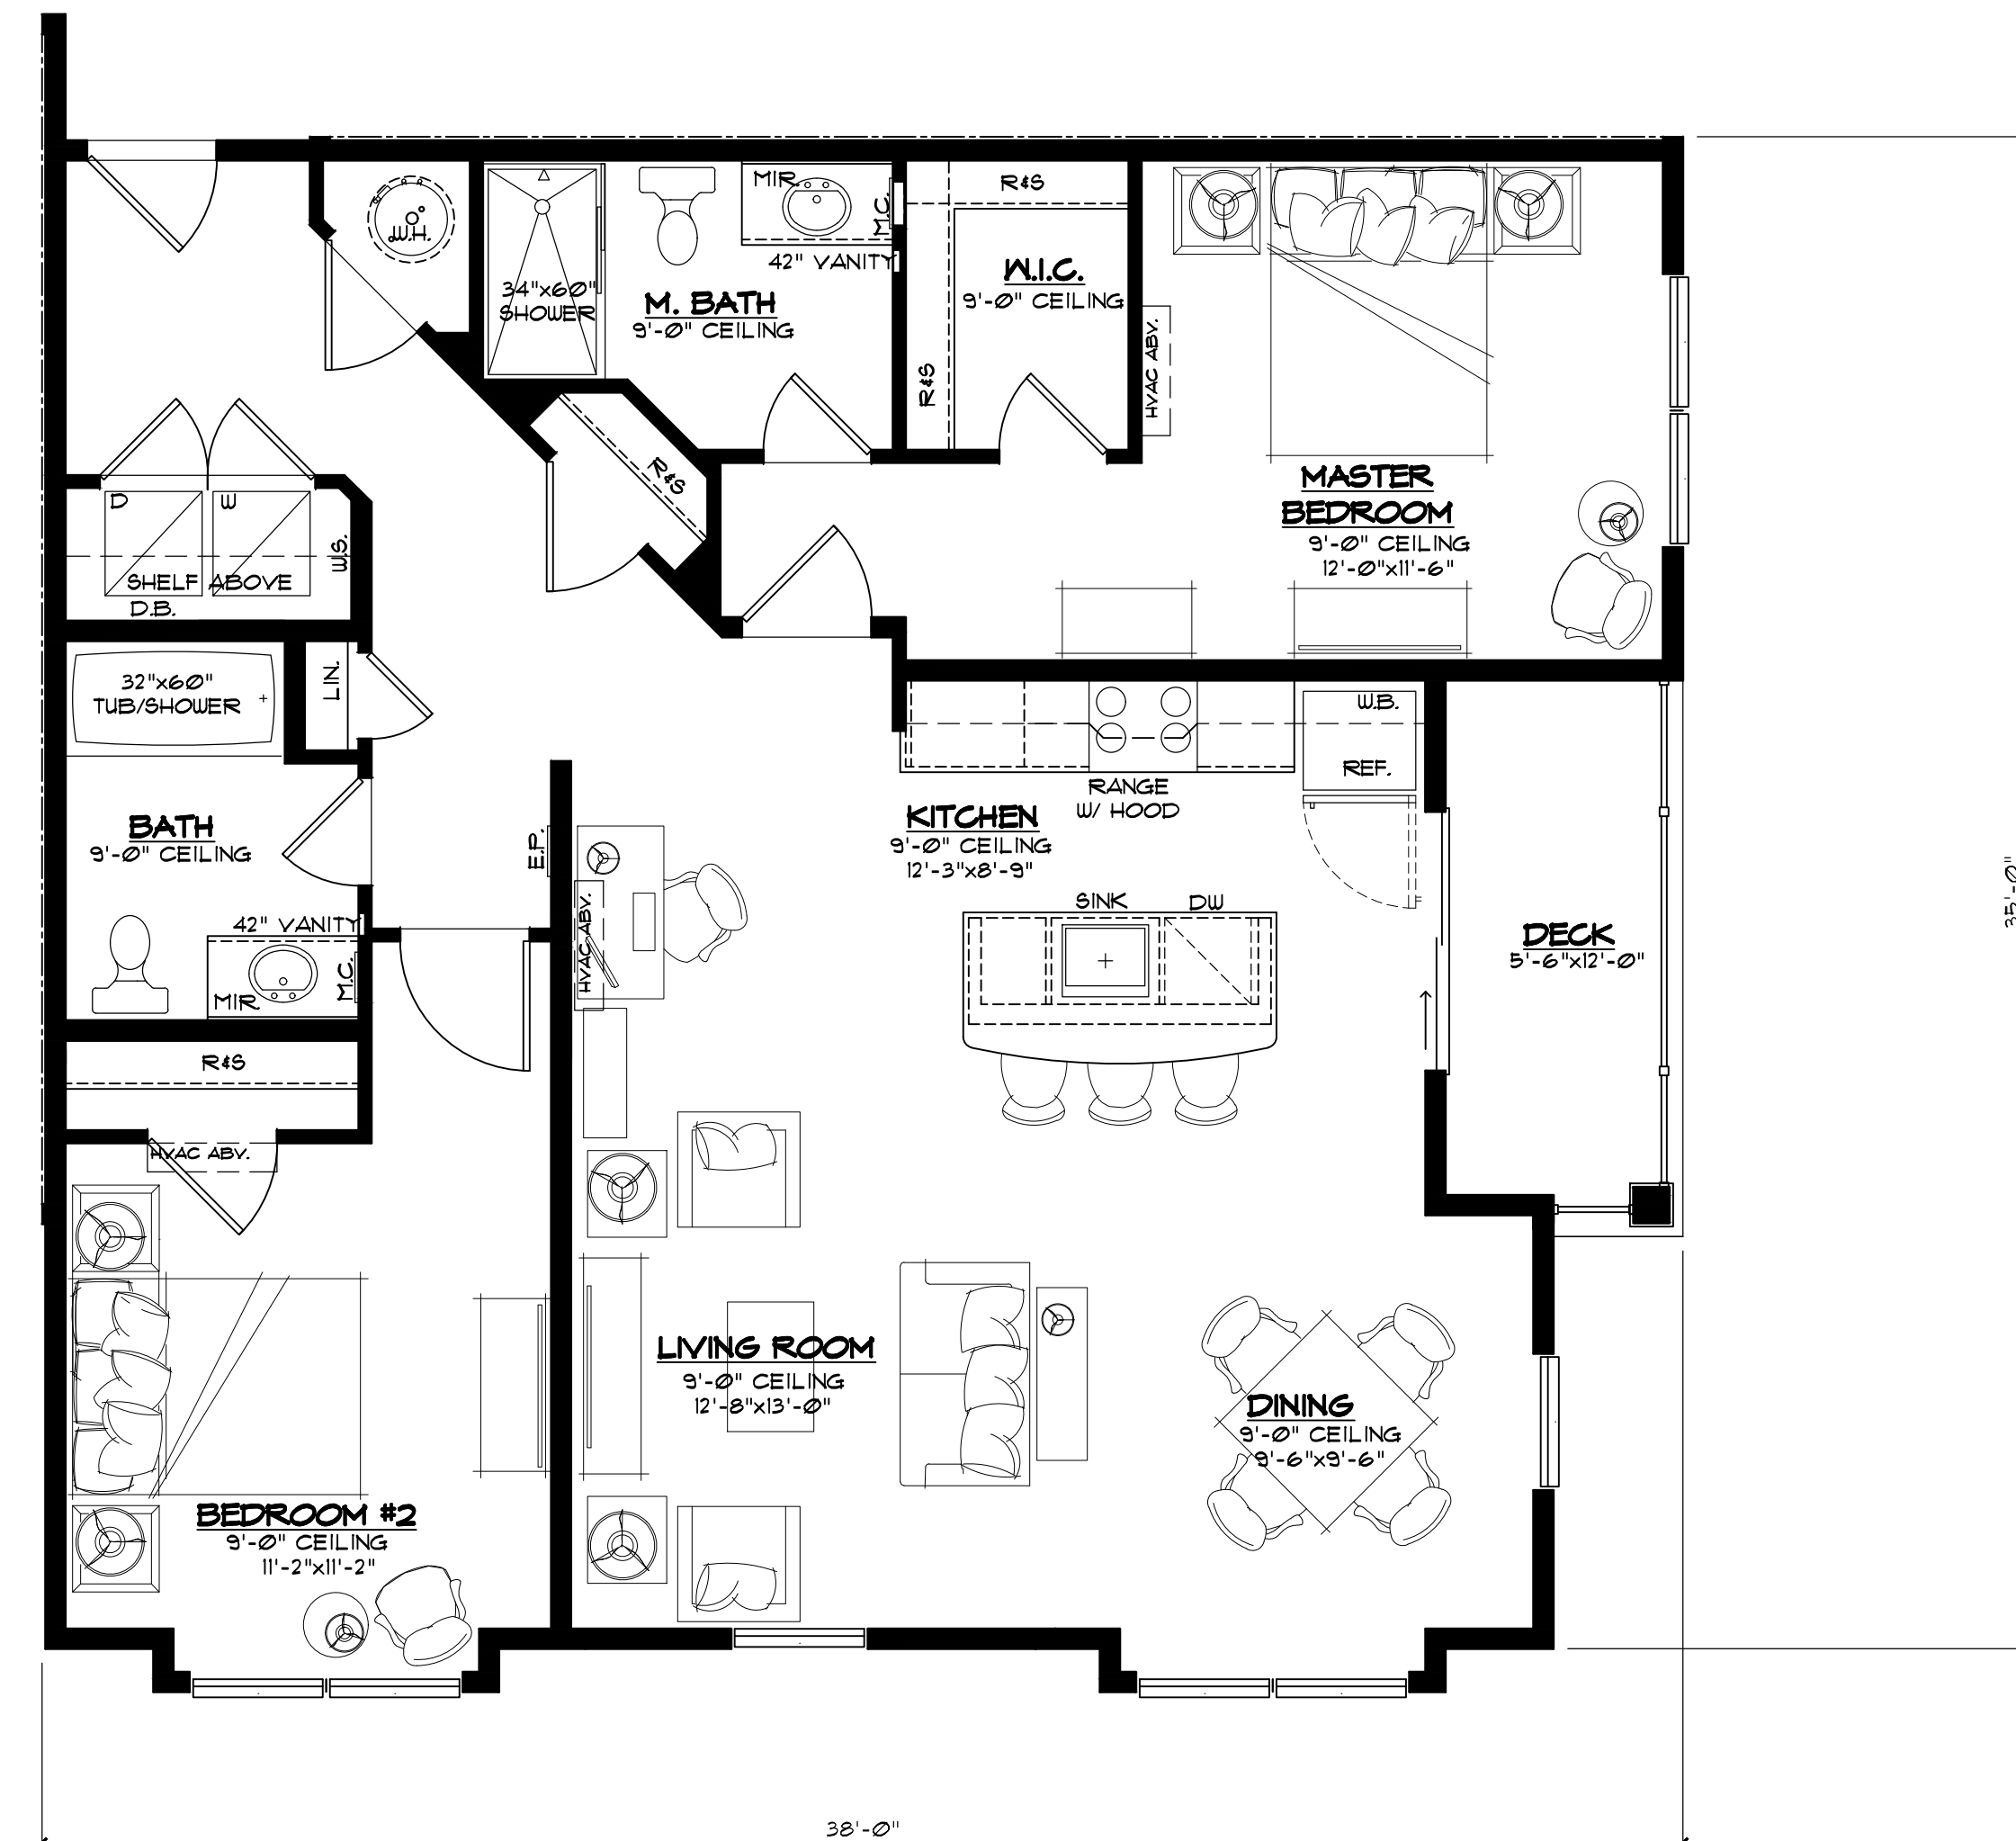 MIR.
M.C.
42" VANITY
R&S
W.H.
34"x60"
SHOWER
M. BATH
9'-0" CEILING
W.I.C.
9'-0" CEILING
R&S
HVAC ABV.
R&S
MASTER
BEDROOM
9'-0" CEILING
12'-0"x11'-6"
D
W
W.S.
SHELF ABOVE
D.B.
32"x60"
TUB/SHOWER
LIN.
W.B.
REF.
RANGE
W/ HOOD
KITCHEN
9'-0" CEILING
12'-3"x8'-9"
BATH
9'-0" CEILING
E.P.
HVAC ABV.
SINK
DW
DECK
5'-6"x12'-0"
35'-0"
42" VANITY
MIR.
M.C.
R&S
HVAC ABV.
LIVING ROOM
9'-0" CEILING
12'-8"x13'-0"
DINING
9'-0" CEILING
9'-6"x9'-6"
BEDROOM #2
9'-0" CEILING
11'-2"x11'-2"
38'-0"